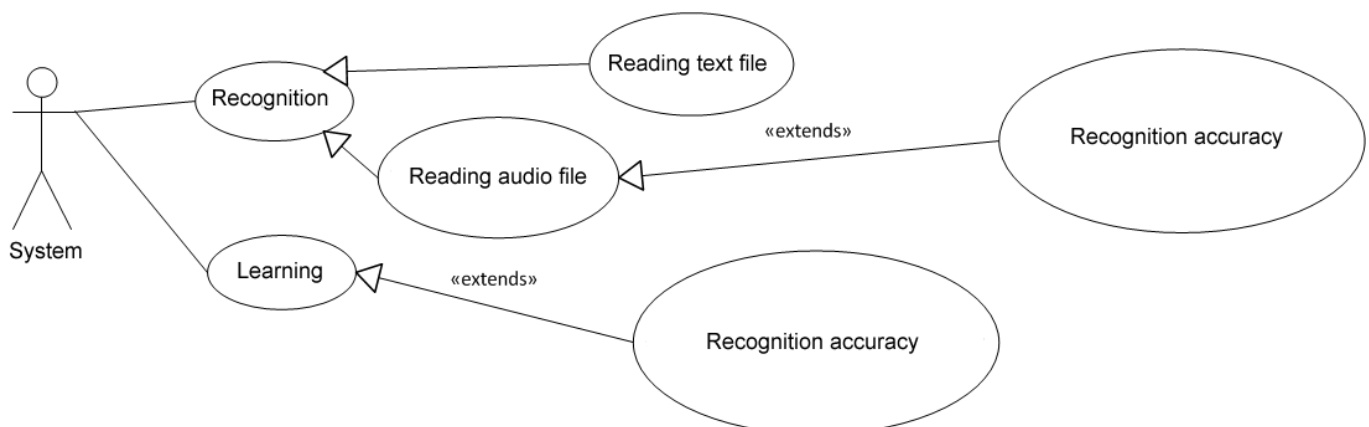 Reading text file
Recognition
«extends»
Recognition accuracy
Reading audio file
System
Learning
«extends»
Recognition accuracy